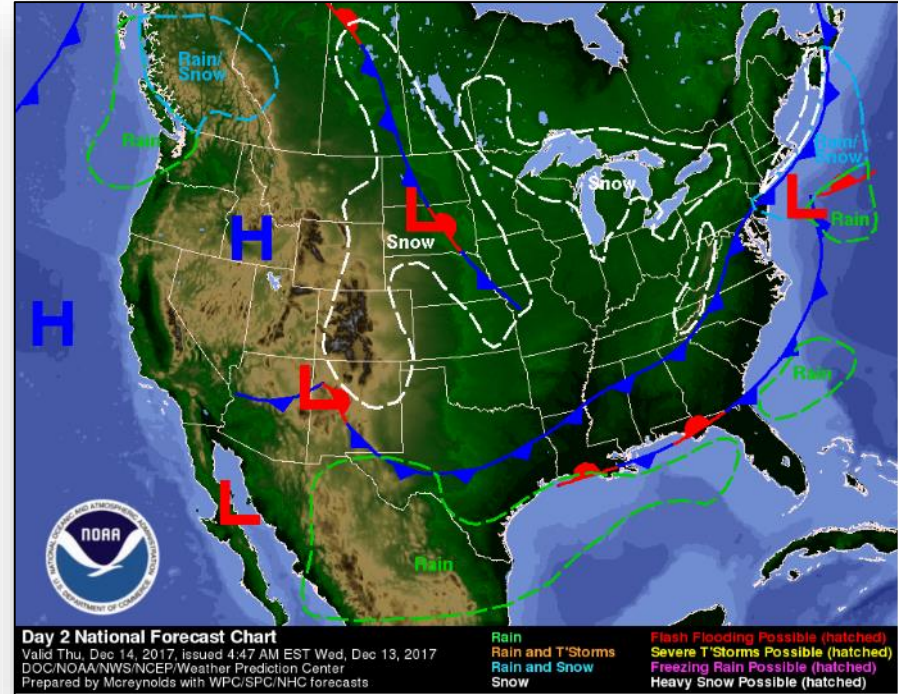 Rain/
Snow
Rain
H
L
Snow
Snow
Rain/
Snow
L
Rain
H
L
Rain
L
Rain
NATIONAL OCEANIC AND ATMOSPHERIC ADMINISTRATION
NOAA
U.S. DEPARTMENT OF COMMERCE
Day 2 National Forecast Chart
Valid Thu, Dec 14, 2017, issued 4:47 AM EST Wed, Dec 13, 2017
DOC/NOAA/NWS/NCEP/Weather Prediction Center
Prepared by Mcreynolds with WPC/SPC/NHC forecasts
Rain
Rain and T'Storms
Rain and Snow
Snow
Flash Flooding Possible (hatched)
Severe T'Storms Possible (hatched)
Freezing Rain Possible (hatched)
Heavy Snow Possible (hatched)